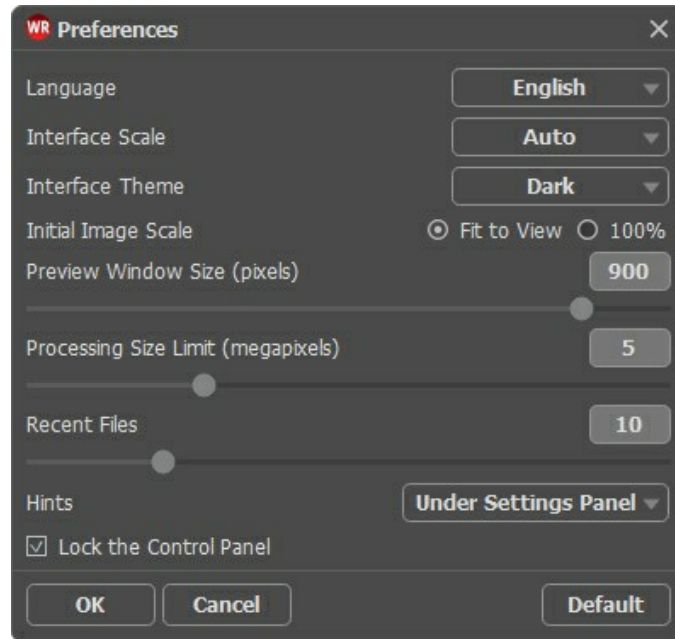 WR Preferences
Language English
Interface Scale Auto
Interface Theme Dark
Initial Image Scale Fit to View 100%
Preview Window Size (pixels) 900
Processing Size Limit (megapixels) 5
Recent Files 10
Hints Under Settings Panel
Lock the Control Panel
OK Cancel Default